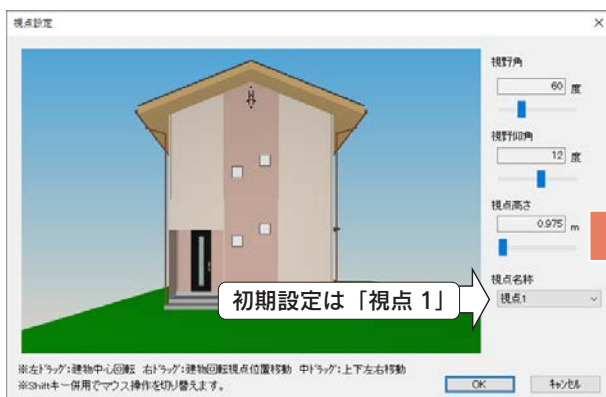 視点設定
視野角
60 度
視野仰角
12 度
視点高さ
0.975 m
視点名称
視点1
初期設定は「視点 1」
※左ドラッグ:建物中心回転 右ドラッグ:建物回転視点位置移動 中ドラッグ:上下左右移動
※Shiftキー併用でマウス操作を切り替えます。
OK キャンセル